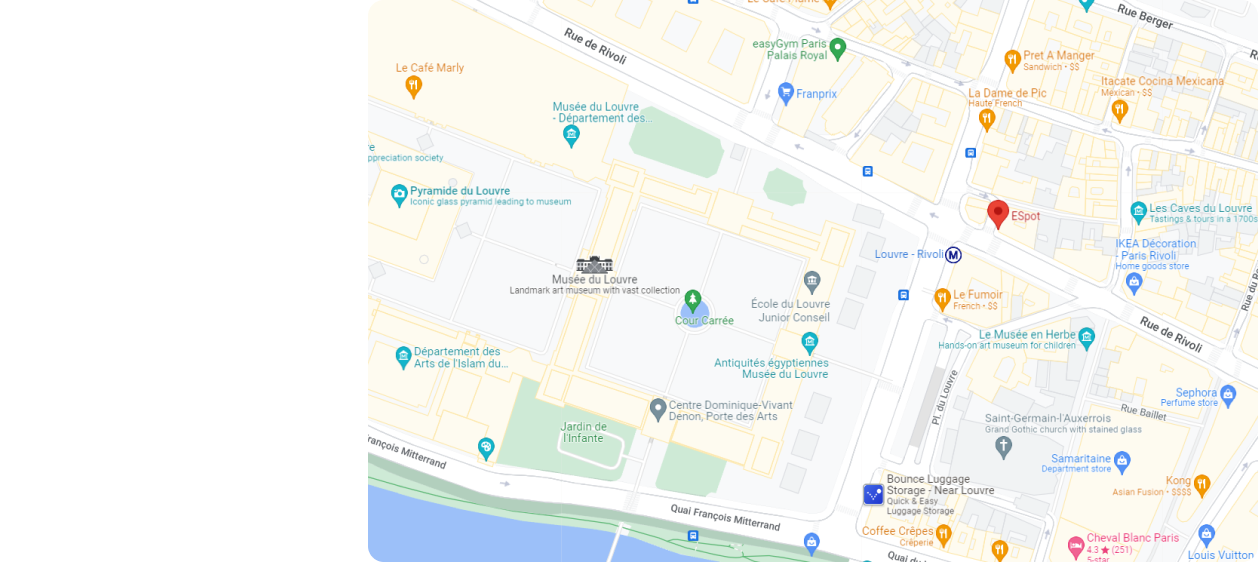 Le Café Marly
Rue de Rivoli
easyGym Paris
Palais Royal
Rue Berger
Pret A Manger
Sandwich • $$
Itacate Cocina Mexicana
Mexican • $$
La Dame de Pic
Haute French
Franprix
Musée du Louvre
- Département des...
ppreciation society
Pyramide du Louvre
Iconic glass pyramid leading to museum
ESpot
Les Caves du Louvre
Tastings & tours in a 1700s
Louvre - Rivoli
M
IKEA Décoration
- Paris Rivoli
Home goods store
Musée du Louvre
Landmark art museum with vast collection
Cour Carrée
École du Louvre
Junior Conseil
Le Fumoir
French • $$
Rue de Rivoli
Le Musée en Herbe
Hands-on art museum for children
Département des
Arts de l'Islam du...
Antiquités égyptiennes
Musée du Louvre
Pl. du Louvre
Sephora
Perfume store
Rue Baillet
Centre Dominique-Vivant
Denon, Porte des Arts
Saint-Germain-l'Auxerrois
Grand Gothic church with stained glass
Jardin de
l'Infante
François Mitterrand
Samaritaine
Department store
Bounce Luggage
Storage - Near Louvre
Quick & Easy
Luggage Storage
Kong
Asian Fusion • $$$$
Quai François Mitterrand
Coffee Crêpes
Crêperie
Cheval Blanc Paris
4.3 ★ (251)
5-star
Louis Vuitton
Quai du